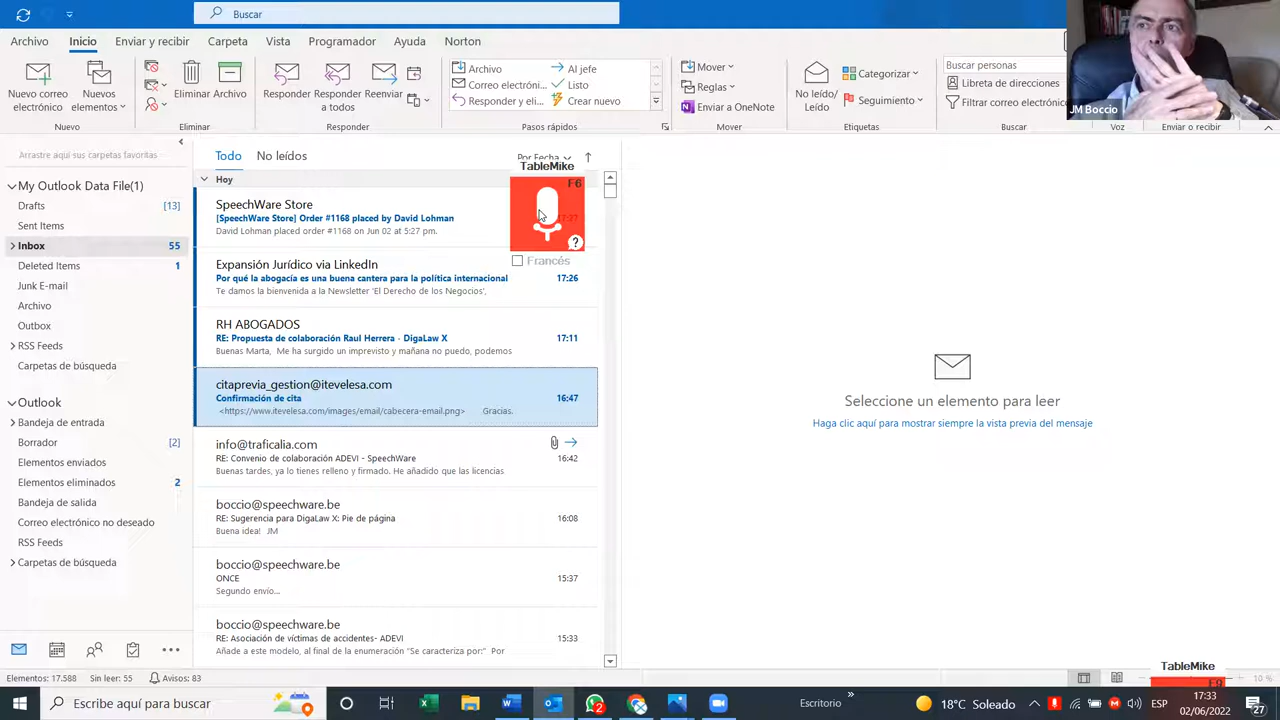 Buscar
Archivo Inicio Enviar y recibir Carpeta Vista Programador Ayuda Norton
Nuevo correo electrónico
Nuevos elementos
Nuevo
Eliminar
Archivo
Eliminar
Responder
Responder a todos
Reenviar
Responder
Archivo
Correo electróni...
Responder y eli...
Al jefe
Listo
Crear nuevo
Pasos rápidos
Mover
Reglas
Enviar a OneNote
Mover
No leído/
Leído
Categorizar
Seguimiento
Etiquetas
Buscar personas
Libreta de direcciones
Filtrar correo electrónico
Buscar
Voz
Enviar o recibir
JM Boccio
Arrastre aquí sus carpetas favoritas
My Outlook Data File(1)
Drafts [13]
Sent Items
Inbox 55
Deleted Items 1
Junk E-mail
Archivo
Outbox
RSS Feeds
Carpetas de búsqueda
Outlook
Bandeja de entrada
Borrador [2]
Elementos enviados
Elementos eliminados 2
Bandeja de salida
Correo electrónico no deseado
RSS Feeds
Carpetas de búsqueda
Todo No leídos Por Fecha
Hoy
TableMike
F6
Francés
SpeechWare Store
[SpeechWare Store] Order #1168 placed by David Lohman 17:27
David Lohman placed order #1168 on Jun 02 at 5:27 pm.
Expansión Jurídico via LinkedIn
Por qué la abogacía es una buena cantera para la política internacional 17:26
Te damos la bienvenida a la Newsletter 'El Derecho de los Negocios',
RH ABOGADOS
RE: Propuesta de colaboración Raul Herrera - DigaLaw X 17:11
Buenas Marta, Me ha surgido un imprevisto y mañana no puedo, podemos
citaprevia_gestion@itevelesa.com
Confirmación de cita 16:47
<https://www.itevelesa.com/images/email/cabecera-email.png> Gracias.
info@traficalia.com
RE: Convenio de colaboración ADEVI - SpeechWare 16:42
Buenas tardes, ya lo tienes relleno y firmado. He añadido que las licencias
boccio@speechware.be
RE: Sugerencia para DigaLaw X: Pie de página 16:08
Buena idea! JM
boccio@speechware.be
ONCE 15:37
Segundo envío...
boccio@speechware.be
RE: Asociación de víctimas de accidentes- ADEVI 15:33
Añade a este modelo, al final de la enumeración "Se caracteriza por:" Por
Seleccione un elemento para leer
Haga clic aquí para mostrar siempre la vista previa del mensaje
Elementos: 17.588 Sin leer: 55 Avisos: 83
10 %
TableMike
F9
Escribe aquí para buscar
2
Escritorio
18°C Soleado
ESP
17:33
02/06/2022
27